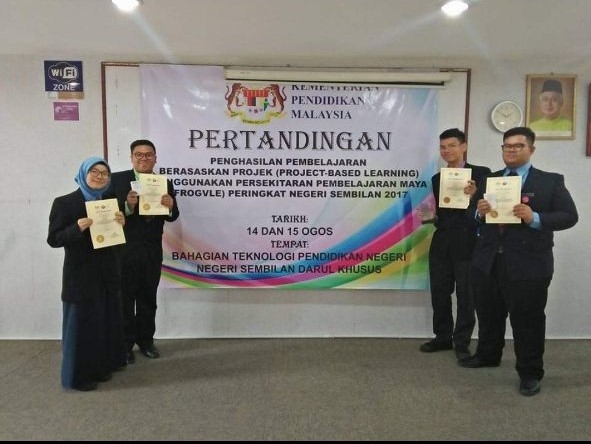 WiFi
ZONE
KEMENTERIAN
PENDIDIKAN
MALAYSIA
PERTANDINGAN
PENGHASILAN PEMBELAJARAN
BERASASKAN PROJEK (PROJECT-BASED LEARNING)
GGUNAKAN PERSEKITARAN PEMBELAJARAN MAYA
(FROGVLE) PERINGKAT NEGERI SEMBILAN 2017
TARIKH:
14 DAN 15 OGOS
TEMPAT:
BAHAGIAN TEKNOLOGI PENDIDIKAN NEGERI
NEGERI SEMBILAN DARUL KHUSUS